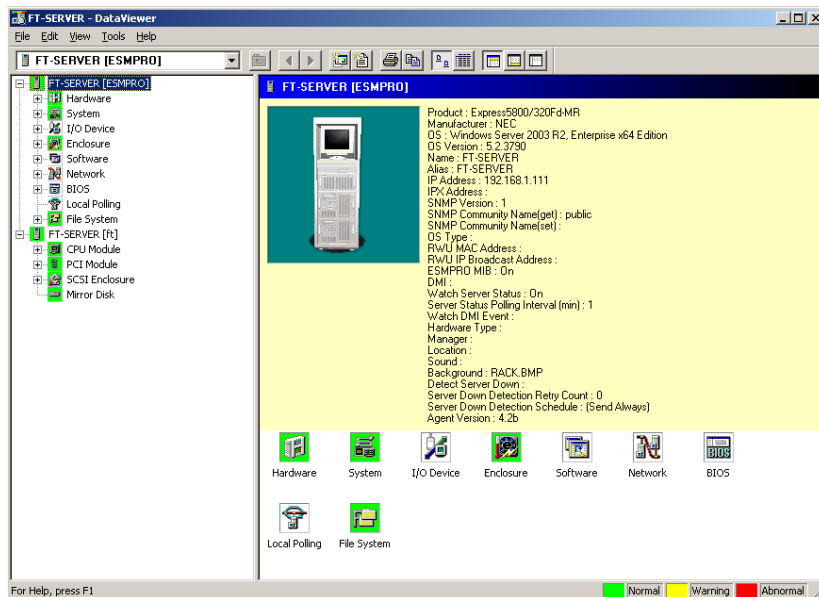 FT-SERVER - DataViewer
File Edit View Tools Help
FT-SERVER [ESMPRO]
FT-SERVER [ESMPRO]
Hardware
System
I/O Device
Enclosure
Software
Network
BIOS
Local Polling
File System
FT-SERVER [ft]
CPU Module
PCI Module
SCSI Enclosure
Mirror Disk
FT-SERVER [ESMPRO]
Product : Express5800/320Fd-MR
Manufacturer : NEC
OS : Windows Server 2003 R2, Enterprise x64 Edition
OS Version : 5.2.3790
Name : FT-SERVER
Alias : FT-SERVER
IP Address : 192.168.1.111
IPX Address :
SNMP Version : 1
SNMP Community Name(get) : public
SNMP Community Name(set) :
OS Type :
RWU MAC Address :
RWU IP Broadcast Address :
ESMPRO MIB : On
DMI :
Watch Server Status : On
Server Status Polling Interval (min) : 1
Watch DMI Event :
Hardware Type :
Manager :
Location :
Sound :
Background : RACK.BMP
Detect Server Down :
Server Down Detection Retry Count : 0
Server Down Detection Schedule : (Send Always)
Agent Version : 4.2b
BIOS
Hardware System I/O Device Enclosure Software Network BIOS
Local Polling File System
For Help, press F1
Normal Warning Abnormal